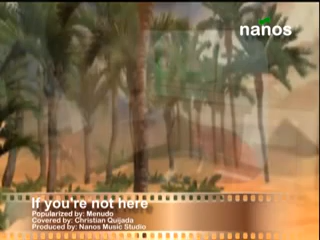 nanos
If you're not here
Popularized by: Menudo
Covered by: Christian Quijada
Produced by: Nanos Music Studio